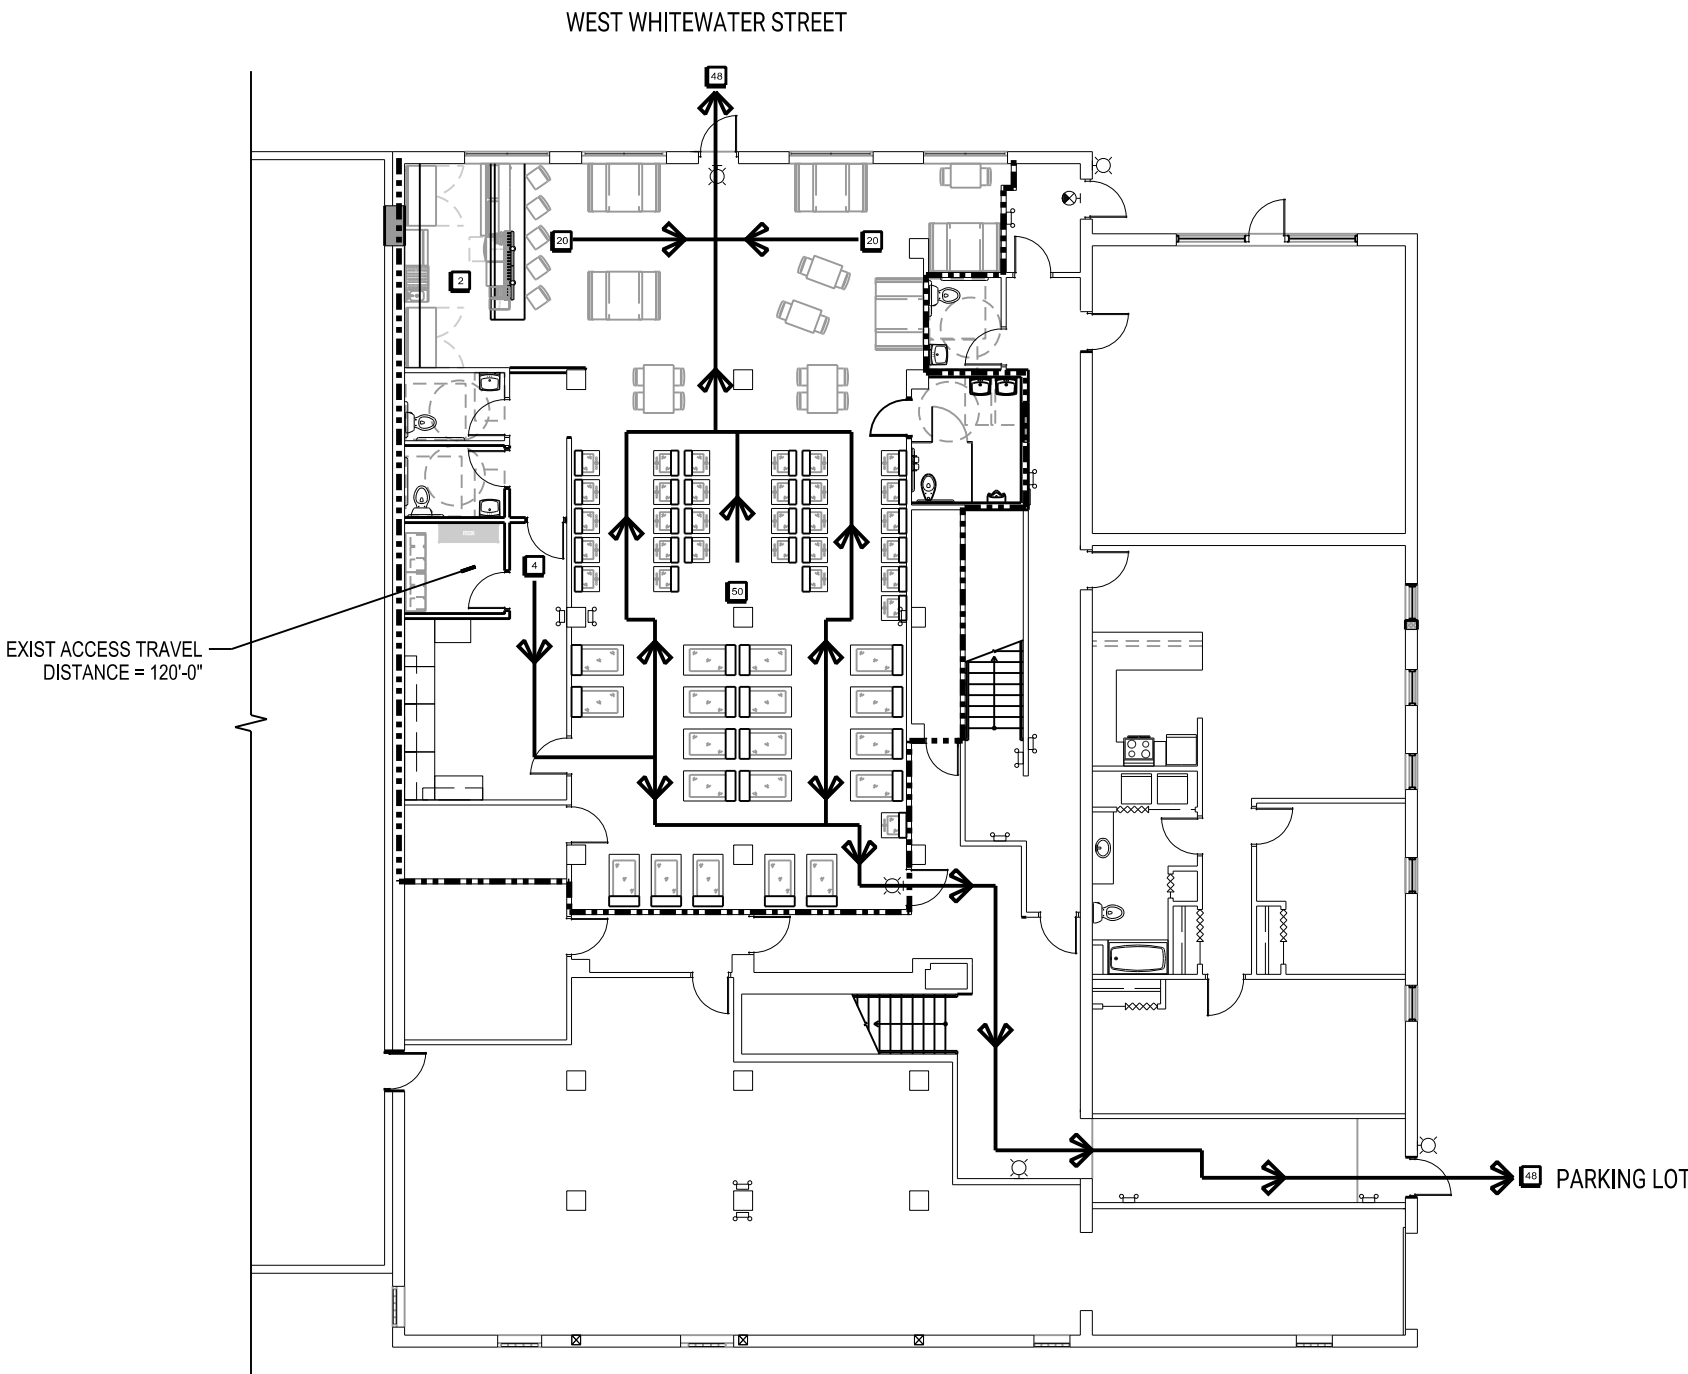 WEST WHITEWATER STREET
48
20
20
2
4
50
EXIST ACCESS TRAVEL
DISTANCE = 120'-0"
48
PARKING LOT